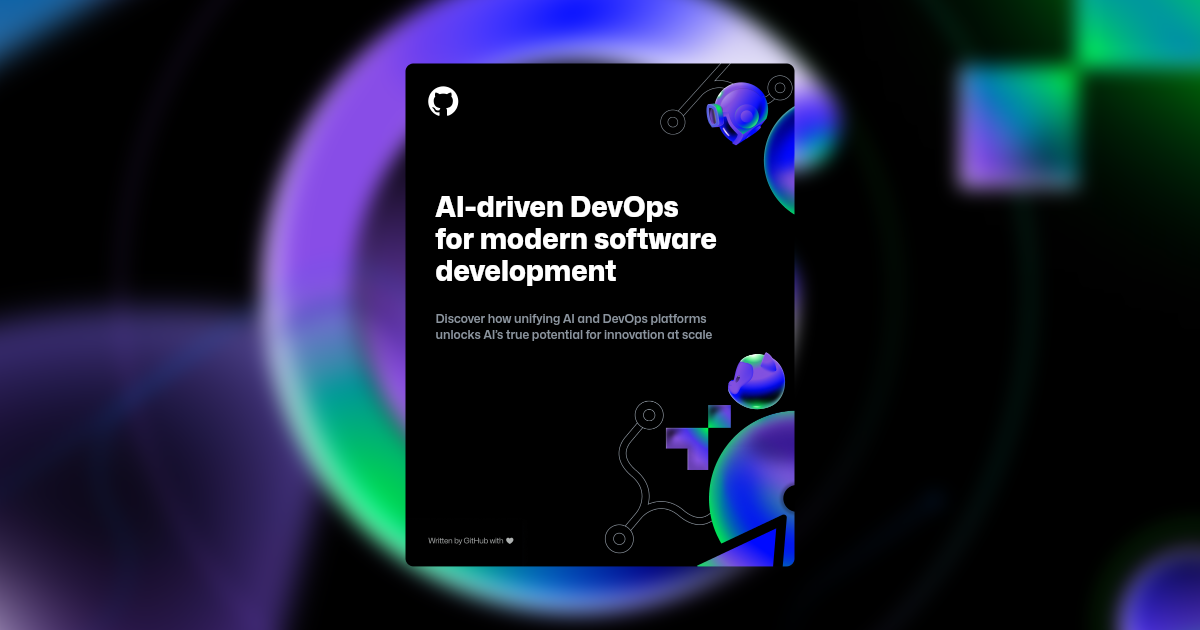 AI-driven DevOps
for modern software
development
Discover how unifying AI and DevOps platforms
unlocks AI's true potential for innovation at scale
Written by GitHub with 🤍